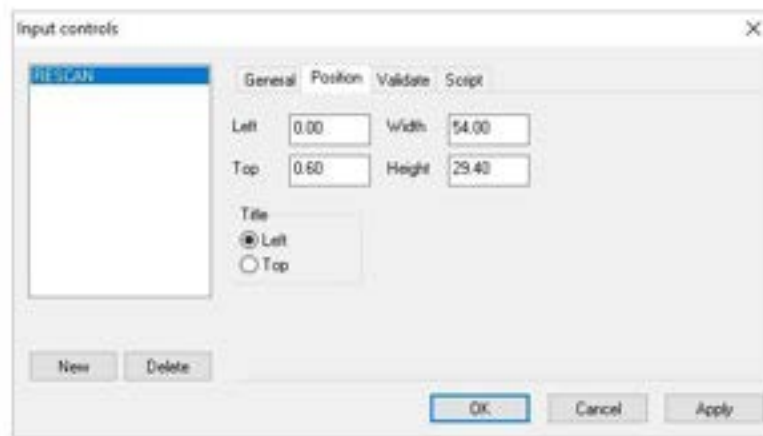 Input controls
RESCAN
General Position Validate Script
Left 0.00 Width 54.00
Top 0.60 Height 29.40
Title
Left
Top
New Delete
OK Cancel Apply